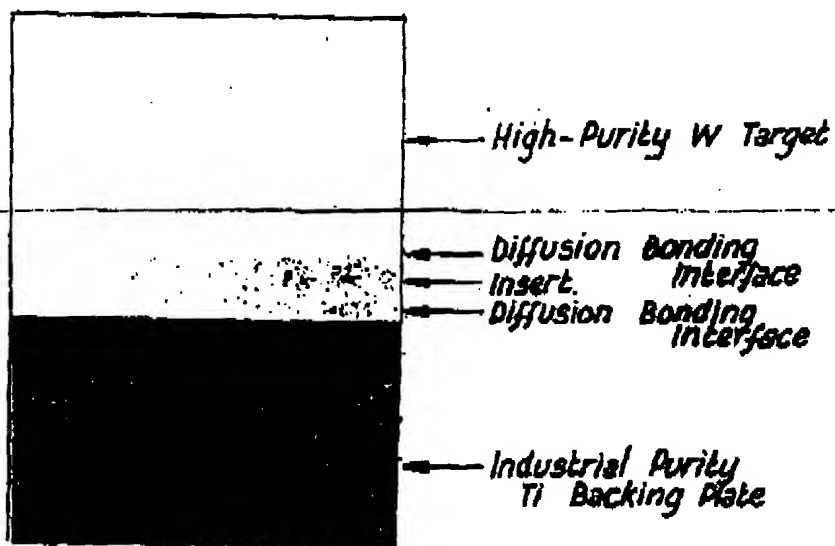 High-Purity W Target
Diffusion Bonding
Interface
Insert.
Diffusion Bonding
Interface
Industrial Purity
Ti Backing Plate